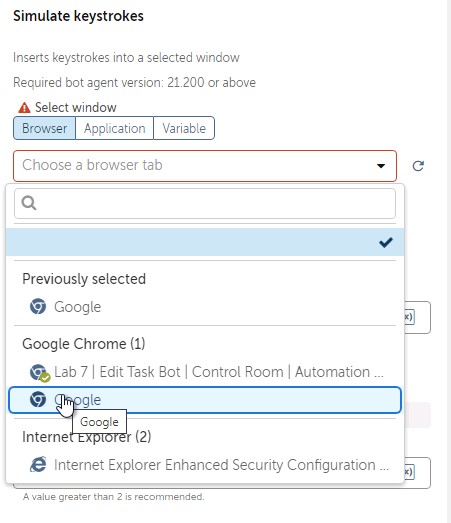 Simulate keystrokes
Inserts keystrokes into a selected window
Required bot agent version: 21.200 or above
Select window
Browser Application Variable
Choose a browser tab
Previously selected
Google
Google Chrome (1)
Lab 7 | Edit Task Bot | Control Room | Automation ...
Google
Google
Internet Explorer (2)
Internet Explorer Enhanced Security Configuration ...
A value greater than 2 is recommended.